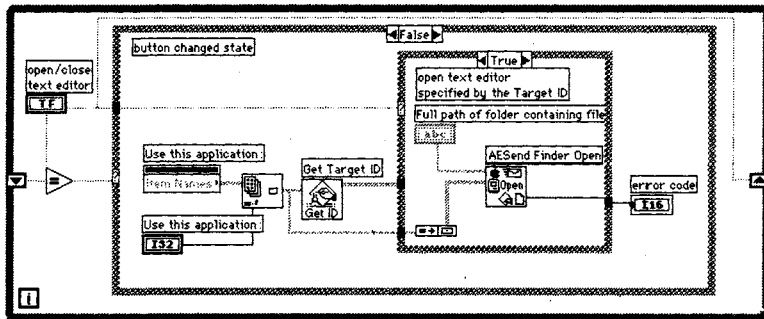 False
button changed state
open/close
text editor
TF
True
open text editor
specified by the Target ID
Full path of folder containing file
abc
Use this application:
Item Names
Get Target ID
Get ID
AESend Finder Open
Open
error code
I16
Use this application:
I32
=
i